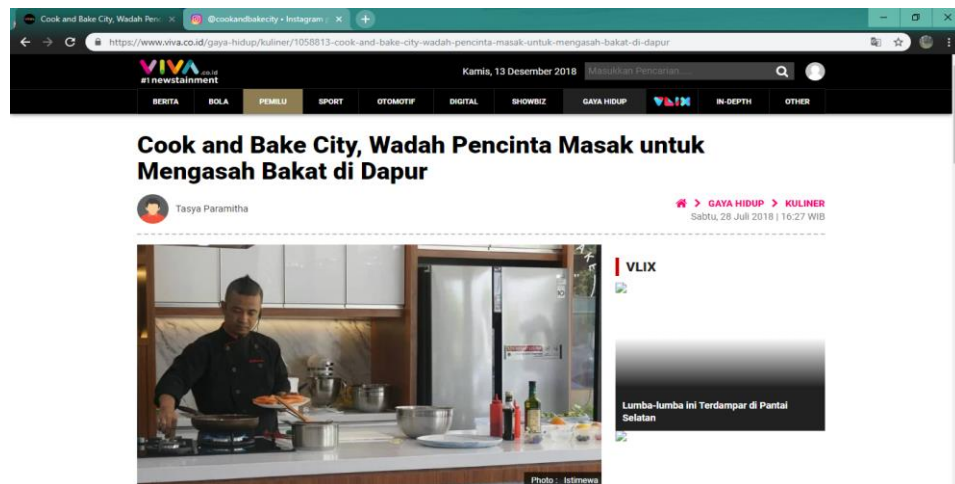 Cook and Bake City, Wadah Penc
@cookandbakecity • Instagram
https://www.viva.co.id/gaya-hidup/kuliner/1058813-cook-and-bake-city-wadah-pencinta-masak-untuk-mengasah-bakat-di-dapur
VIVA.co.id
#1 newstainment
Kamis, 13 Desember 2018
Masukkan Pencarian.....
BERITA BOLA PEMILU SPORT OTOMOTIF DIGITAL SHOWBIZ GAYA HIDUP VLIX IN-DEPTH OTHER
Cook and Bake City, Wadah Pencinta Masak untuk
Mengasah Bakat di Dapur
Tasya Paramitha
> GAYA HIDUP > KULINER
Sabtu, 28 Juli 2018 | 16:27 WIB
VLIX
Lumba-lumba ini Terdampar di Pantai
Selatan
Photo : Istimewa